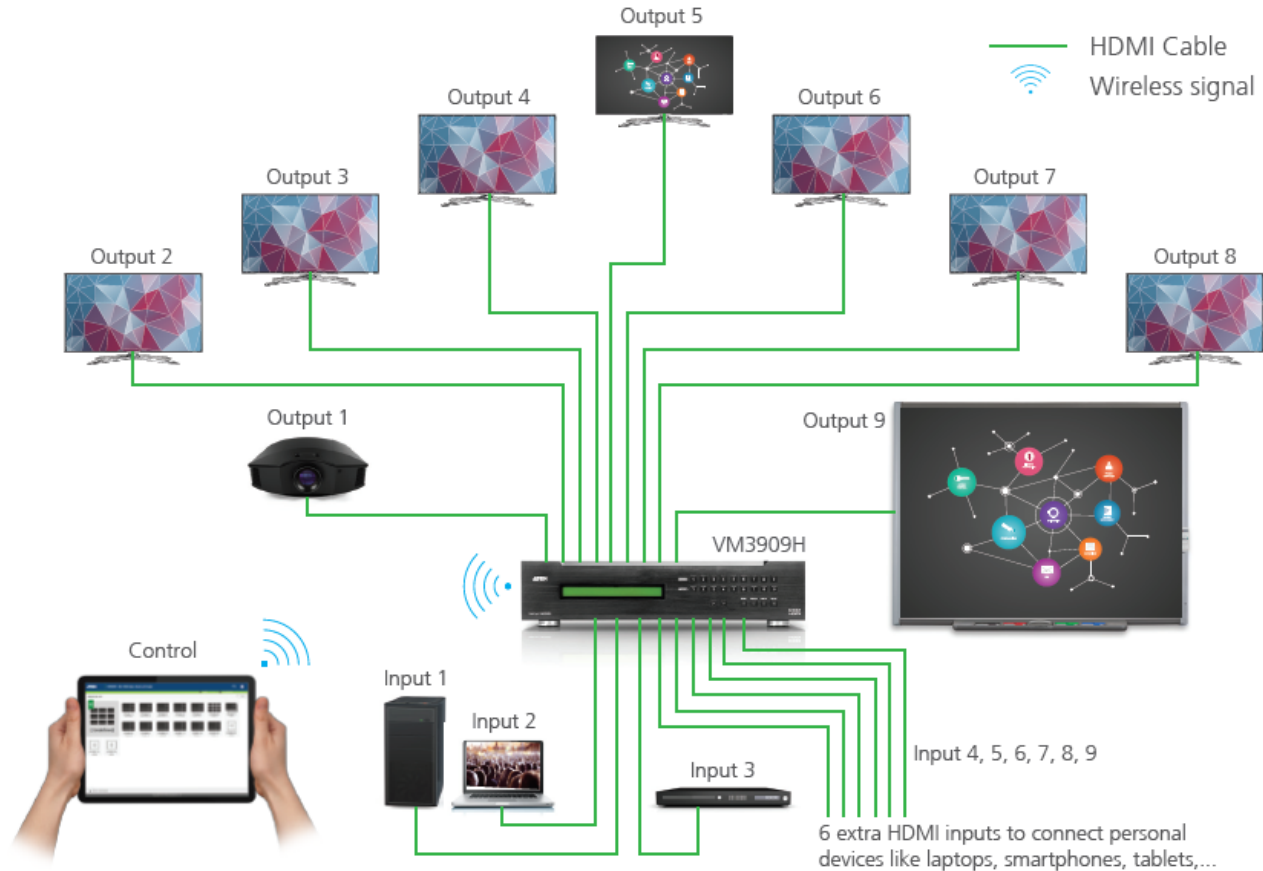 Output 5
HDMI Cable
Wireless signal
Output 4
Output 6
Output 3
Output 7
Output 2
Output 8
Output 1
Output 9
VM3909H
ATEN
Control
Input 1
Input 2
Input 3
Input 4, 5, 6, 7, 8, 9
6 extra HDMI inputs to connect personal
devices like laptops, smartphones, tablets,...